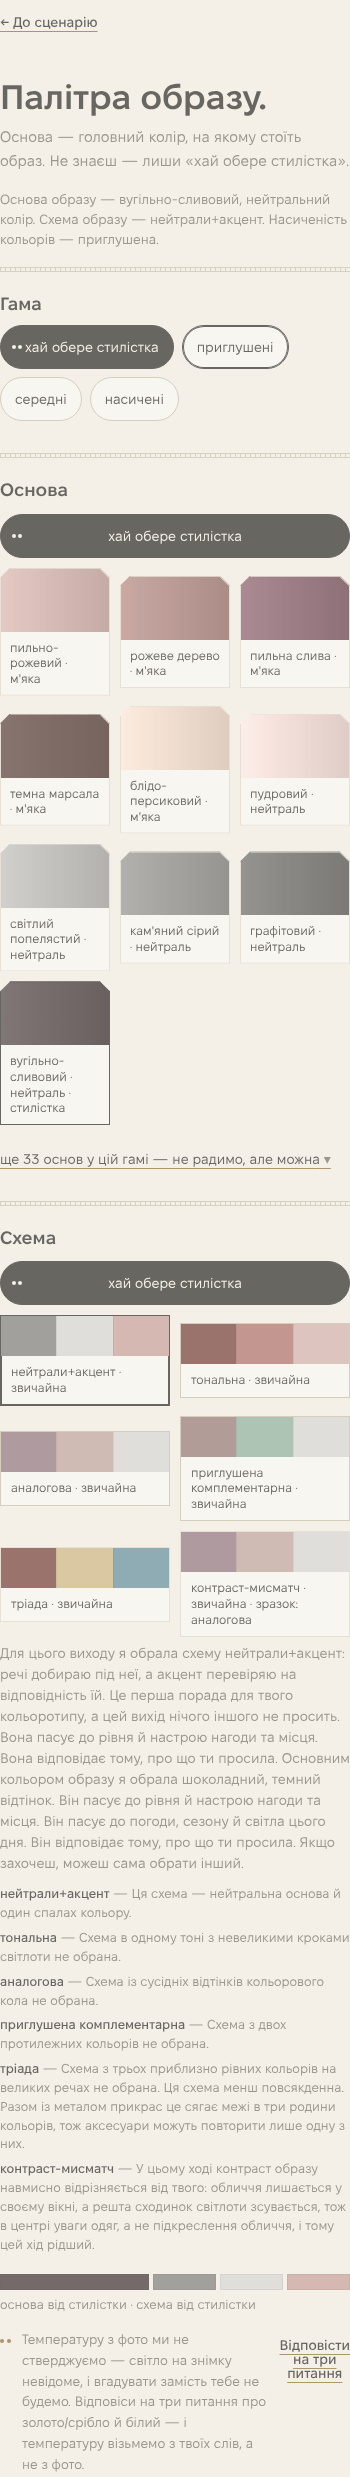 ← До сценарію
Палітра образу.
Основа — головний колір, на якому стоїть
образ. Не знаєш — лиши «хай обере стилістка».
Основа образу — вугільно-сливовий, нейтральний
колір. Схема образу — нейтрали+акцент. Насиченість
кольорів — приглушена.
Гама
•• хай обере стилістка
приглушені
середні
насичені
Основа
•• хай обере стилістка
пильно-
рожевий ·
м'яка
рожеве дерево
· м'яка
пильна слива ·
м'яка
темна марсала
· м'яка
блідо-
персиковий ·
м'яка
пудровий ·
нейтраль
світлий
попелястий ·
нейтраль
кам'яний сірий
· нейтраль
графітовий ·
нейтраль
вугільно-
сливовий ·
нейтраль ·
стилістка
ще 33 основ у цій гамі — не радимо, але можна ▾
Схема
•• хай обере стилістка
нейтрали+акцент ·
звичайна
тональна · звичайна
аналогова · звичайна
приглушена
комплементарна ·
звичайна
тріада · звичайна
контраст-мисматч ·
звичайна · зразок:
аналогова
Для цього виходу я обрала схему нейтрали+акцент:
речі добираю під неї, а акцент перевіряю на
відповідність їй. Це перша порада для твого
кольоротипу, а цей вихід нічого іншого не просить.
Вона пасує до рівня й настрою нагоди та місця.
Вона відповідає тому, про що ти просила. Основним
кольором образу я обрала шоколадний, темний
відтінок. Він пасує до рівня й настрою нагоди та
місця. Він пасує до погоди, сезону й світла цього
дня. Він відповідає тому, про що ти просила. Якщо
захочеш, можеш сама обрати інший.
нейтрали+акцент — Ця схема — нейтральна основа й
один спалах кольору.
тональна — Схема в одному тоні з невеликими кроками
світлоти не обрана.
аналогова — Схема із сусідніх відтінків кольорового
кола не обрана.
приглушена комплементарна — Схема з двох
протилежних кольорів не обрана.
тріада — Схема з трьох приблизно рівних кольорів на
великих речах не обрана. Ця схема менш повсякденна.
Разом із металом прикрас це сягає межі в три родини
кольорів, тож аксесуари можуть повторити лише одну з
них.
контраст-мисматч — У цьому ході контраст образу
навмисно відрізняється від твого: обличчя лишається у
своєму вікні, а решта сходинок світлоти зсувається, тож
в центрі уваги одяг, а не підкреслення обличчя, і тому
цей хід рідший.
основа від стилістки · схема від стилістки
•• Температуру з фото ми не
стверджуємо — світло на знімку
невідоме, і вгадувати замість тебе не
будемо. Відповіси на три питання про
золото/срібло й білий — і
температуру візьмемо з твоїх слів, а
не з фото.
Відповісти
на три
питання